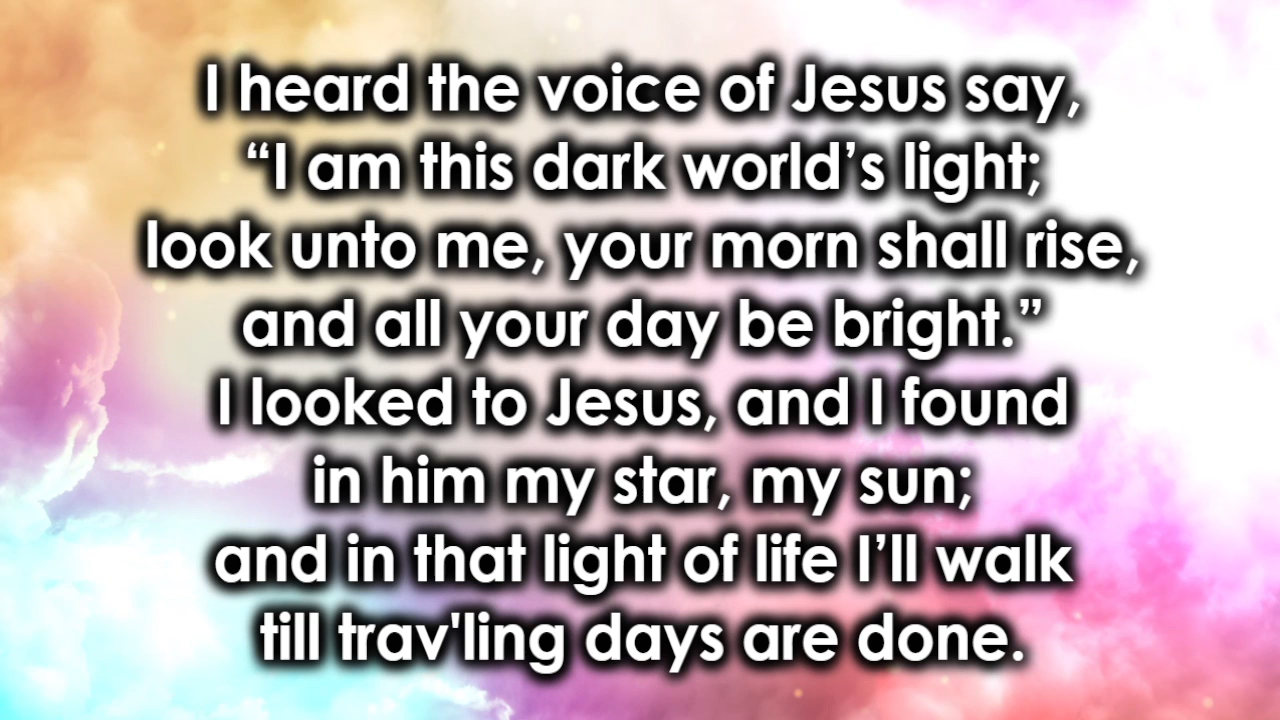 I heard the voice of Jesus say,
“I am this dark world’s light;
look unto me, your morn shall rise,
and all your day be bright.”
I looked to Jesus, and I found
in him my star, my sun;
and in that light of life I’ll walk
till trav'ling days are done.